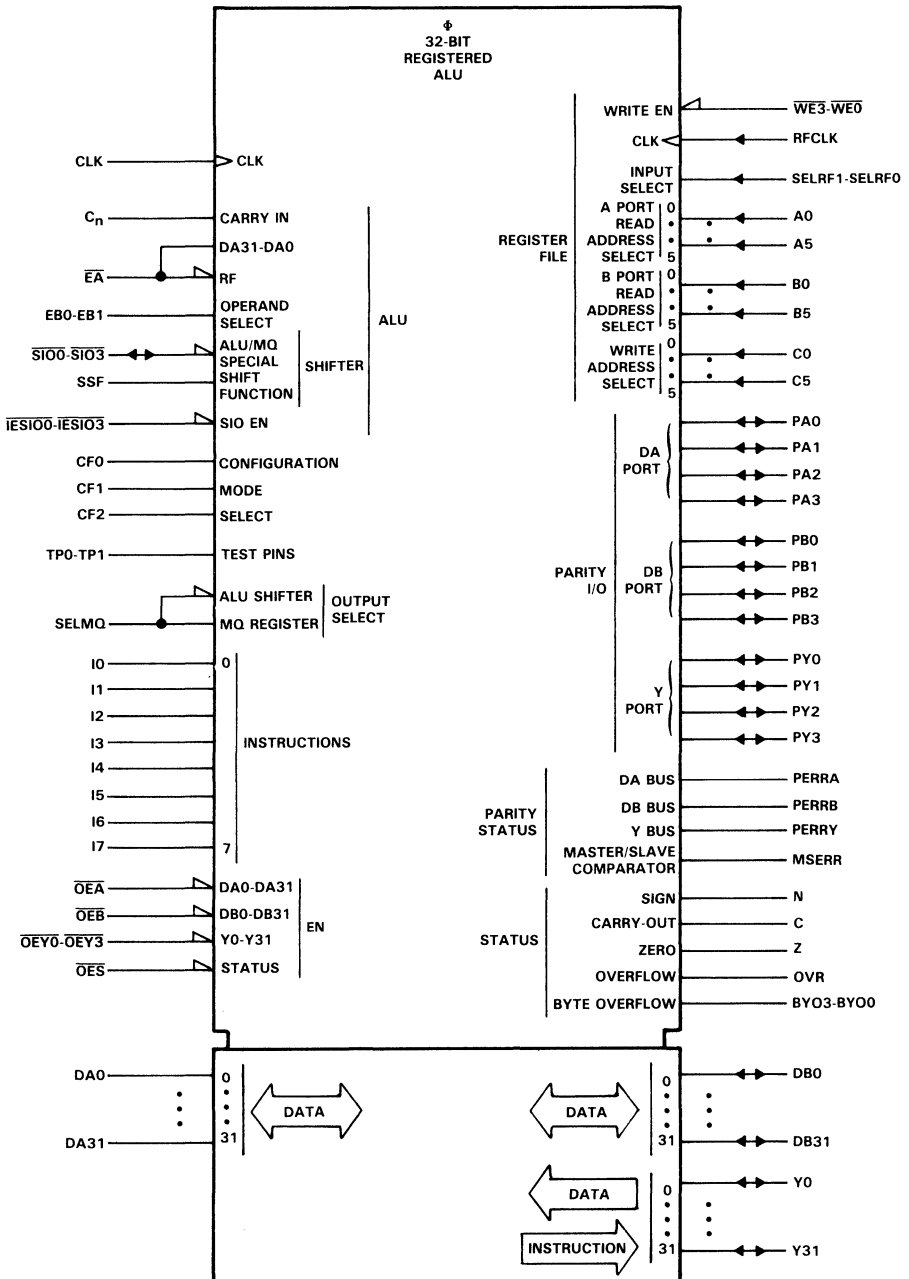 Φ
32-BIT
REGISTERED
ALU
CLK
CLK
Cn
CARRY IN
DA31-DA0
EA
RF
EB0-EB1
OPERAND
SELECT
SIO0-SIO3
ALU/MQ
SPECIAL
SHIFT
FUNCTION
SSF
SHIFTER
ALU
IESIO0-IESIO3
SIO EN
CF0
CONFIGURATION
CF1
MODE
CF2
SELECT
TP0-TP1
TEST PINS
ALU SHIFTER
SELMQ
MQ REGISTER
OUTPUT
SELECT
I0
0
I1
I2
I3
INSTRUCTIONS
I4
I5
I6
I7
7
OEA
DA0-DA31
OEB
DB0-DB31
OEY0-OEY3
Y0-Y31
OES
STATUS
EN
WRITE EN
WE3-WE0
CLK
RFCLK
INPUT
SELECT
SELRF1-SELRF0
REGISTER
FILE
A PORT
READ
ADDRESS
SELECT
0
5
A0
A5
B PORT
READ
ADDRESS
SELECT
0
5
B0
B5
WRITE
ADDRESS
SELECT
0
5
C0
C5
PARITY
I/O
DA
PORT
PA0
PA1
PA2
PA3
DB
PORT
PB0
PB1
PB2
PB3
Y
PORT
PY0
PY1
PY2
PY3
PARITY
STATUS
DA BUS
PERRA
DB BUS
PERRB
Y BUS
PERRY
MASTER/SLAVE
COMPARATOR
MSERR
STATUS
SIGN
N
CARRY-OUT
C
ZERO
Z
OVERFLOW
OVR
BYTE OVERFLOW
BYO3-BYO0
DA0
0
DATA
DA31
31
DATA
0
31
DB0
DB31
DATA
INSTRUCTION
0
31
Y0
Y31